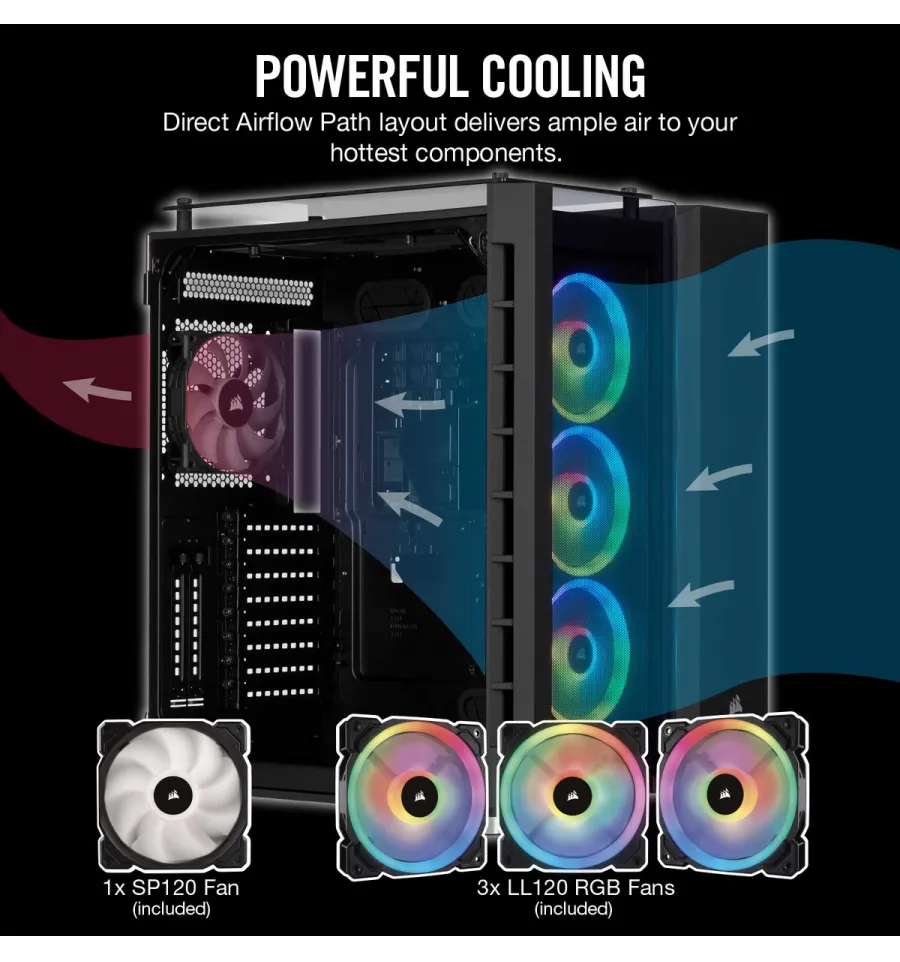 POWERFUL COOLING
Direct Airflow Path layout delivers ample air to your
hottest components.
1x SP120 Fan
(included)
3x LL120 RGB Fans
(included)